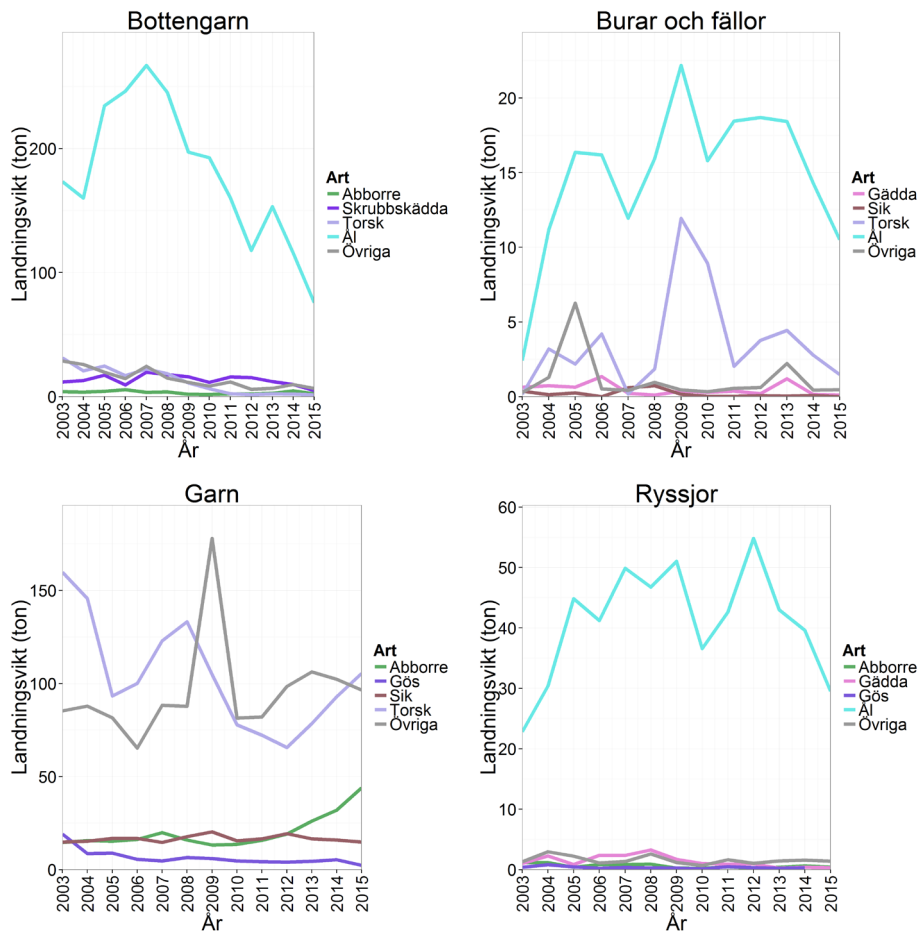 Bottengarn
Landningsvikt (ton)
200
100
0
2003 2004 2005 2006 2007 2008 2009 2010 2011 2012 2013 2014 2015
År
Art
Abborre
Skrubbskädda
Torsk
Ål
Övriga
Burar och fällor
Landningsvikt (ton)
20
15
10
5
0
2003 2004 2005 2006 2007 2008 2009 2010 2011 2012 2013 2014 2015
År
Art
Gädda
Sik
Torsk
Ål
Övriga
Garn
Landningsvikt (ton)
150
100
50
0
2003 2004 2005 2006 2007 2008 2009 2010 2011 2012 2013 2014 2015
År
Art
Abborre
Gös
Sik
Torsk
Övriga
Ryssjor
Landningsvikt (ton)
60
50
40
30
20
10
0
2003 2004 2005 2006 2007 2008 2009 2010 2011 2012 2013 2014 2015
År
Art
Abborre
Gädda
Gös
Ål
Övriga